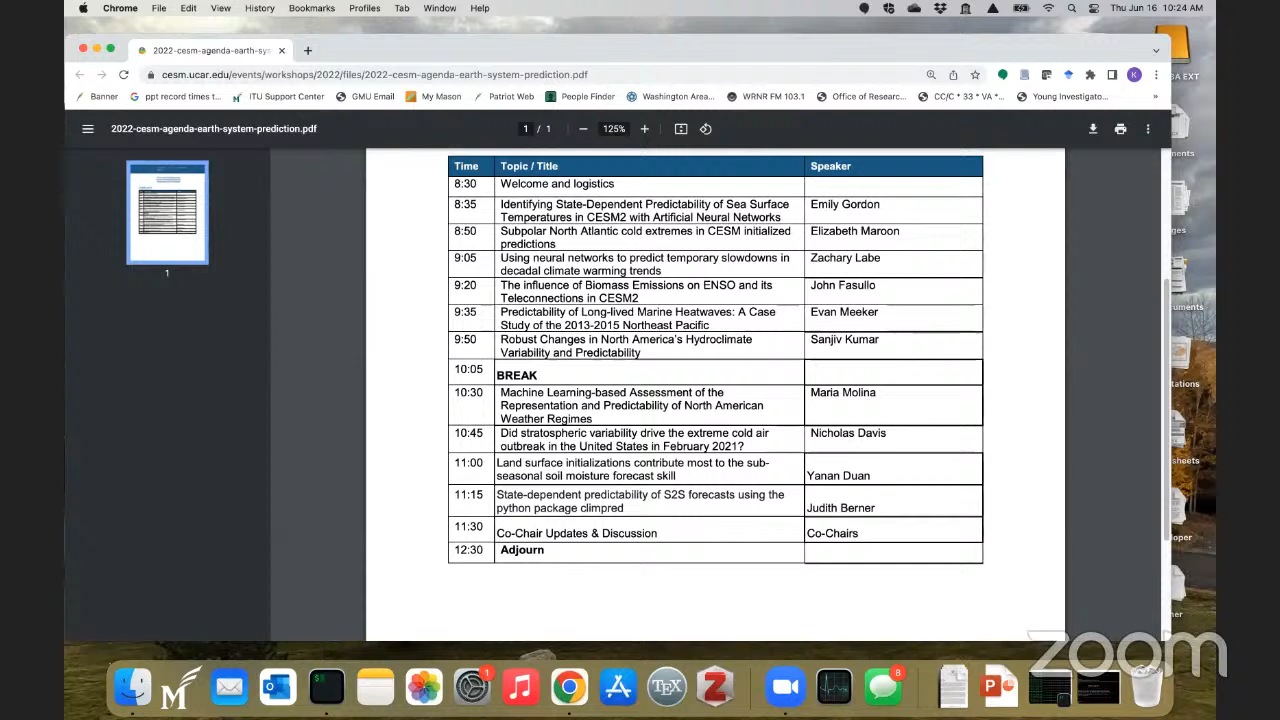 Chrome File Edit View History Bookmarks Profiles Tab Window Help Thu Jun 16 10:24 AM
2022-cesm-agenda-earth-sys
cesm.ucar.edu/events/workshops/2022/files/2022-cesm-agenda-earth-system-prediction.pdf
K
Banner ppt record times t... ITU Support Center GMU Email My Mason Patriot Web People Finder Washington Area... WRNR FM 103.1 Office of Researc... CC/C * 33 * VA *... Young Investigato... »
2022-cesm-agenda-earth-system-prediction.pdf 1 / 1 125%
Time Topic / Title Speaker
8:30 Welcome and logistics
8:35 Identifying State-Dependent Predictability of Sea Surface Emily Gordon
Temperatures in CESM2 with Artificial Neural Networks
8:50 Subpolar North Atlantic cold extremes in CESM initialized Elizabeth Maroon
predictions
9:05 Using neural networks to predict temporary slowdowns in Zachary Labe
decadal climate warming trends
9:20 The influence of Biomass Emissions on ENSO and its John Fasullo
Teleconnections in CESM2
9:35 Predictability of Long-lived Marine Heatwaves: A Case Evan Meeker
Study of the 2013-2015 Northeast Pacific
9:50 Robust Changes in North America's Hydroclimate Sanjiv Kumar
Variability and Predictability
10:05 BREAK
10:30 Machine Learning-based Assessment of the Maria Molina
Representation and Predictability of North American
Weather Regimes
10:45 Did stratospheric variability drive the extreme cold air Nicholas Davis
outbreak in the United States in February 2021?
11:00 Land surface initializations contribute most to the sub-
seasonal soil moisture forecast skill Yanan Duan
11:15 State-dependent predictability of S2S forecasts using the
python package climpred Judith Berner
11:30 Co-Chair Updates & Discussion Co-Chairs
12:30 Adjourn
1
SA EXT
ments
ges
cuments
tations
sheets
oper
her
zoom
1
8
TEX
Z
P